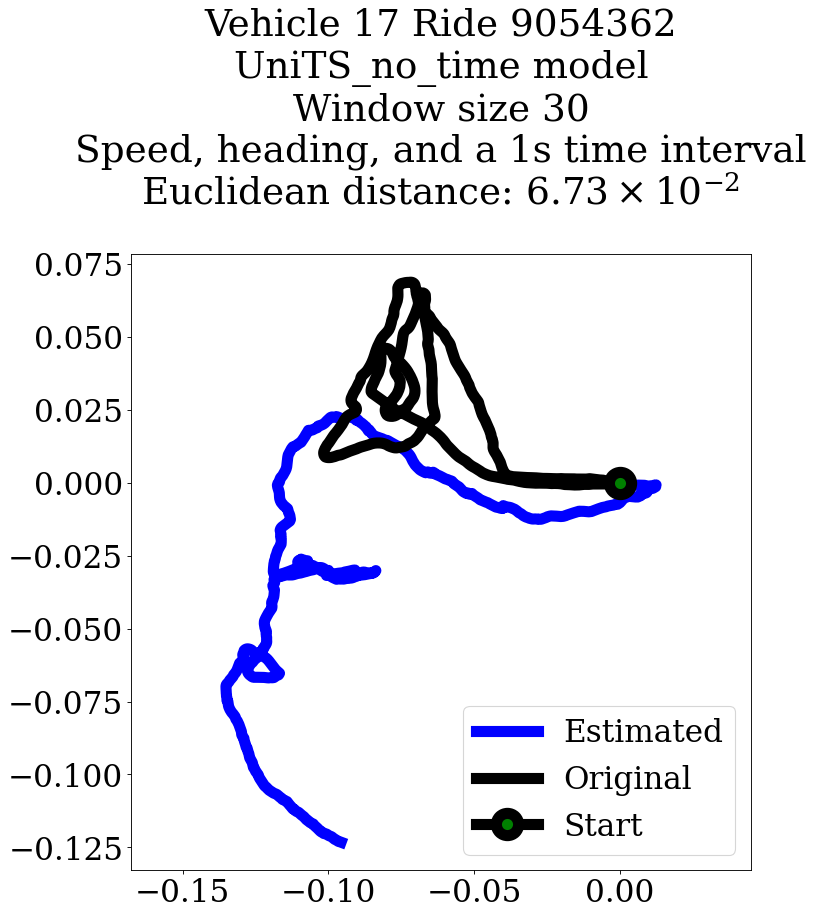 Vehicle 17 Ride 9054362
UniTS_no_time model
Window size 30
Speed, heading, and a 1s time interval
Euclidean distance: 6.73 × 10⁻²
0.075
0.050
0.025
0.000
−0.025
−0.050
−0.075
−0.100
−0.125
Estimated
Original
Start
−0.15 −0.10 −0.05 0.00